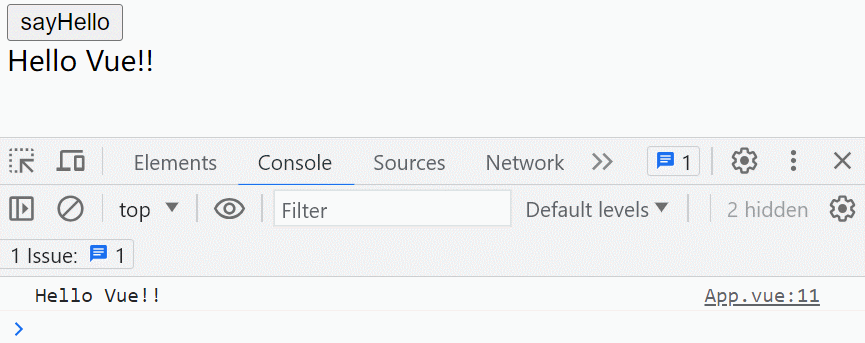 sayHello
Hello Vue!!
Elements Console Sources Network 1
top Filter Default levels 2 hidden
1 Issue: 1
Hello Vue!! App.vue:11